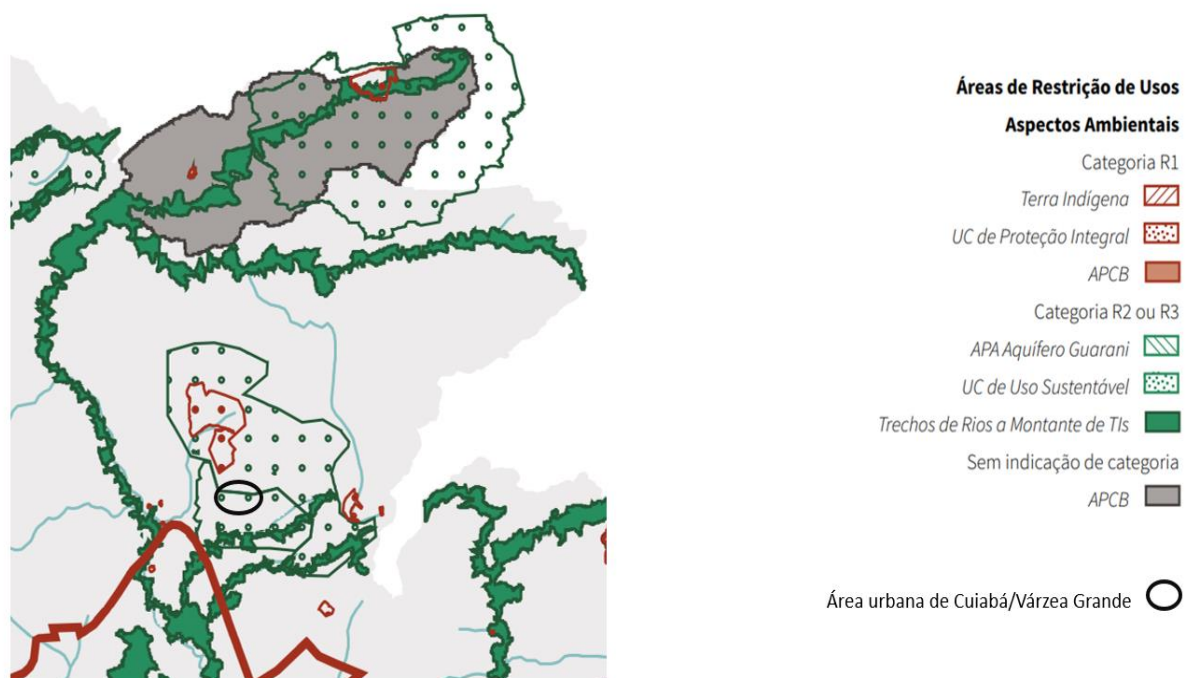 Áreas de Restrição de Usos
Aspectos Ambientais
Categoria R1
Terra Indígena
UC de Proteção Integral
APCB
Categoria R2 ou R3
APA Aquífero Guarani
UC de Uso Sustentável
Trechos de Rios a Montante de TIs
Sem indicação de categoria
APCB
Área urbana de Cuiabá/Várzea Grande